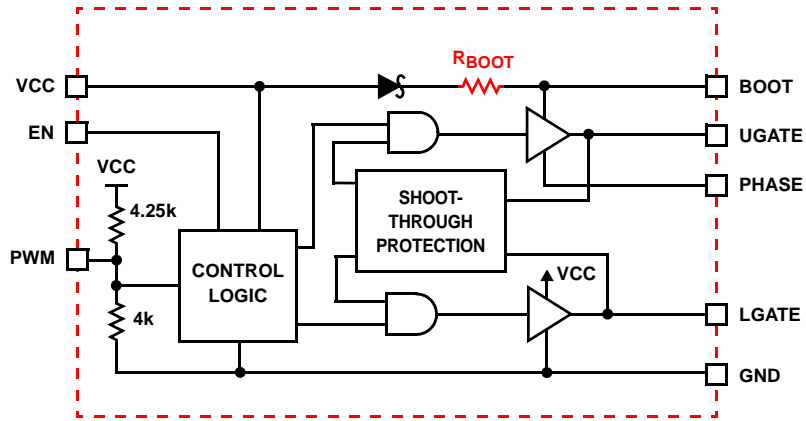 RBOOT
VCC
BOOT
EN
UGATE
VCC
PHASE
4.25k
SHOOT-
THROUGH
PROTECTION
PWM
CONTROL
LOGIC
VCC
4k
LGATE
GND